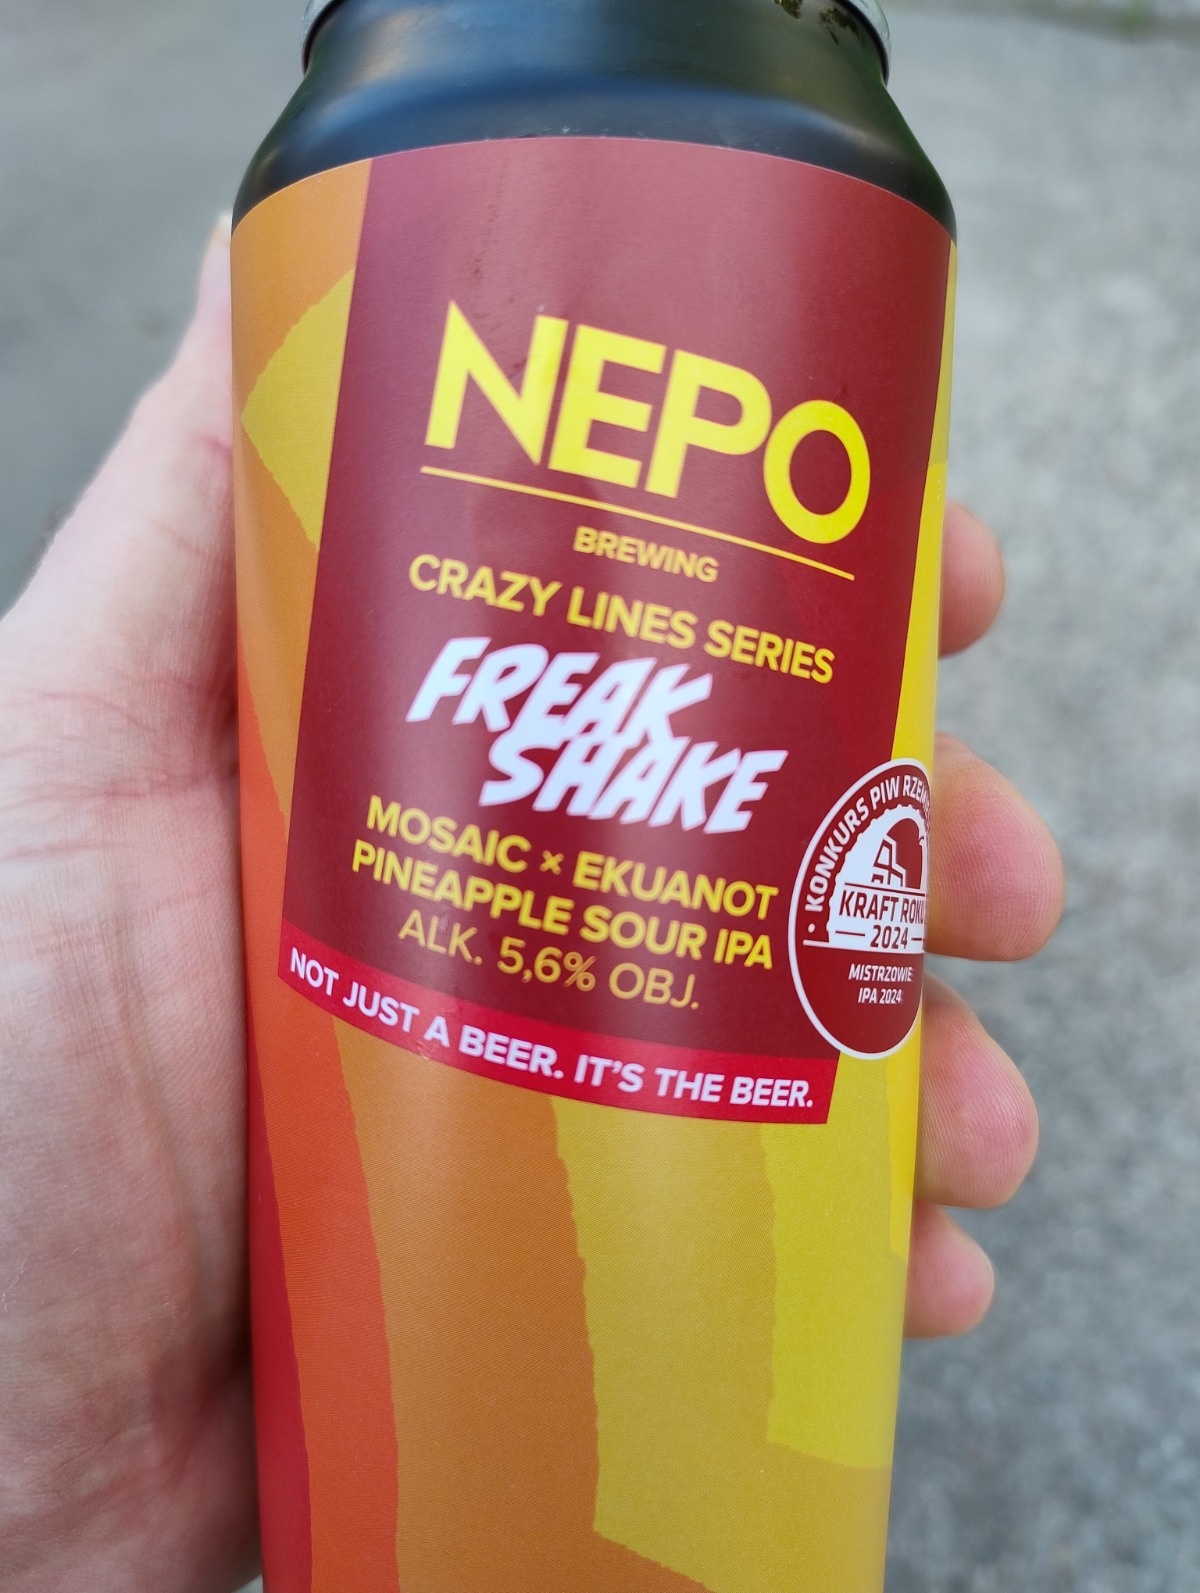 NEPO
BREWING
CRAZY LINES SERIES
FREAK
SHAKE
MOSAIC × EKUANOT
PINEAPPLE SOUR IPA
ALK. 5,6% OBJ.
NOT JUST A BEER. IT'S THE BEER.
KONKURS PIW
KRAFT ROKU
2024
IPA 2024